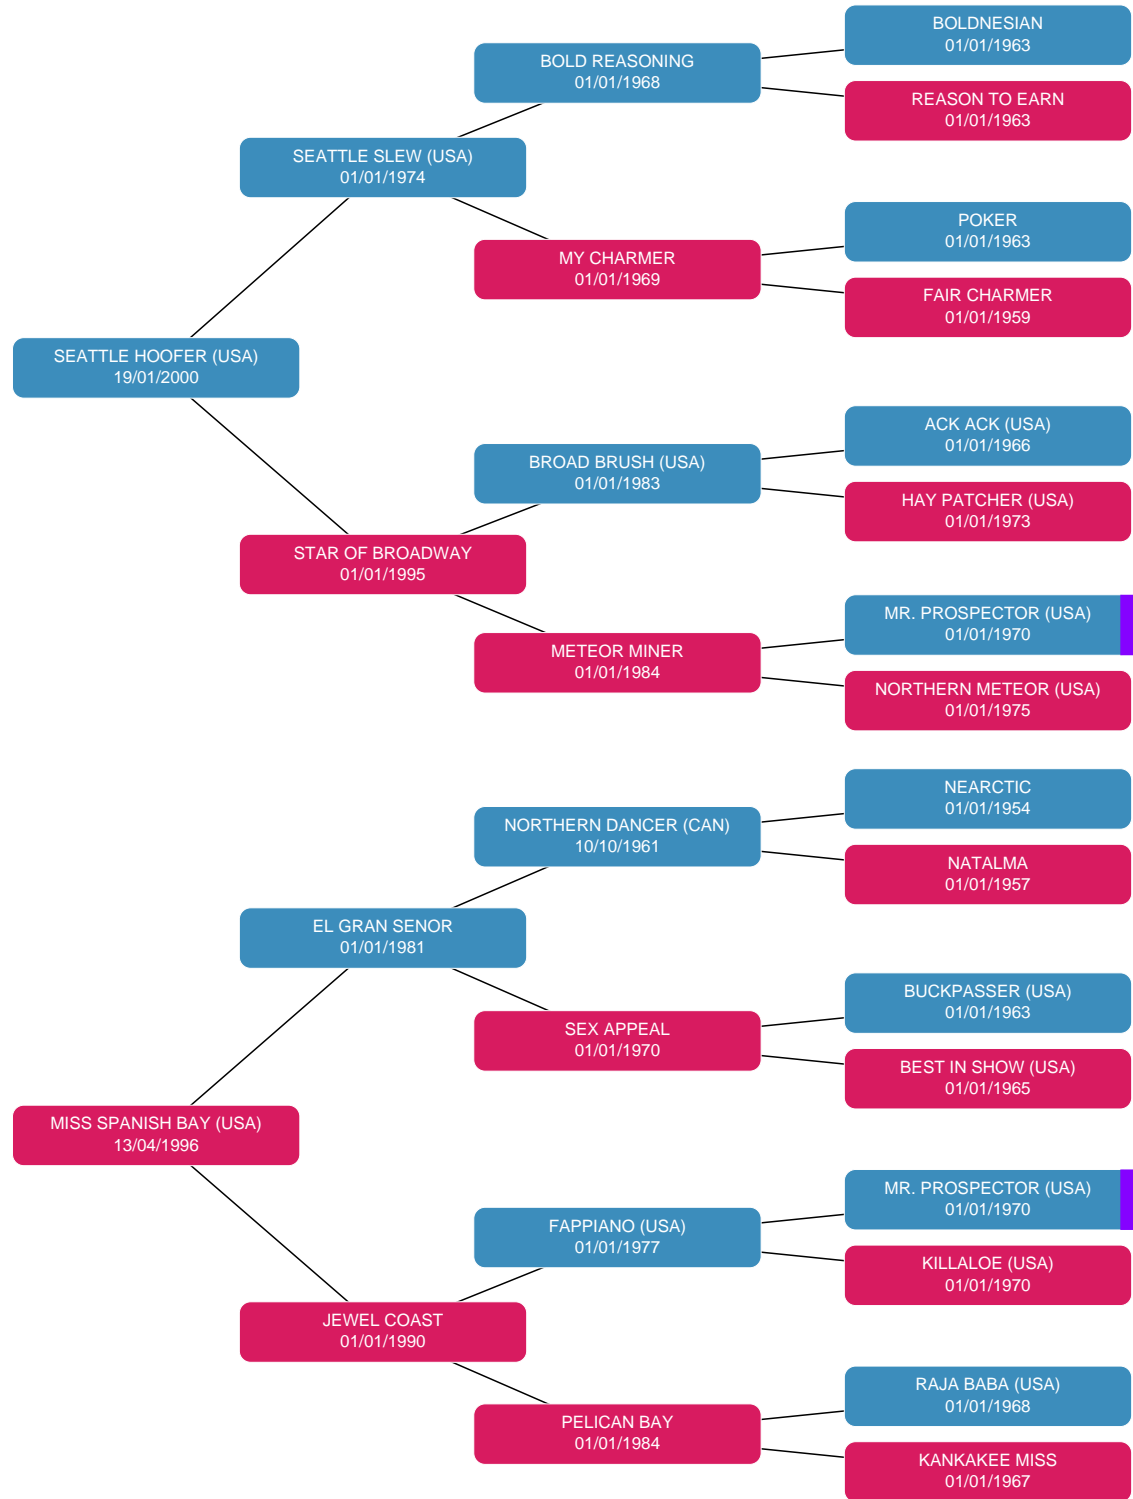 BOLDNESIAN
01/01/1963
BOLD REASONING
01/01/1968
REASON TO EARN
01/01/1963
SEATTLE SLEW (USA)
01/01/1974
POKER
01/01/1963
MY CHARMER
01/01/1969
FAIR CHARMER
01/01/1959
SEATTLE HOOFER (USA)
19/01/2000
ACK ACK (USA)
01/01/1966
BROAD BRUSH (USA)
01/01/1983
HAY PATCHER (USA)
01/01/1973
STAR OF BROADWAY
01/01/1995
MR. PROSPECTOR (USA)
01/01/1970
METEOR MINER
01/01/1984
NORTHERN METEOR (USA)
01/01/1975
NEARCTIC
01/01/1954
NORTHERN DANCER (CAN)
10/10/1961
NATALMA
01/01/1957
EL GRAN SENOR
01/01/1981
BUCKPASSER (USA)
01/01/1963
SEX APPEAL
01/01/1970
BEST IN SHOW (USA)
01/01/1965
MISS SPANISH BAY (USA)
13/04/1996
MR. PROSPECTOR (USA)
01/01/1970
FAPPIANO (USA)
01/01/1977
KILLALOE (USA)
01/01/1970
JEWEL COAST
01/01/1990
RAJA BABA (USA)
01/01/1968
PELICAN BAY
01/01/1984
KANKAKEE MISS
01/01/1967